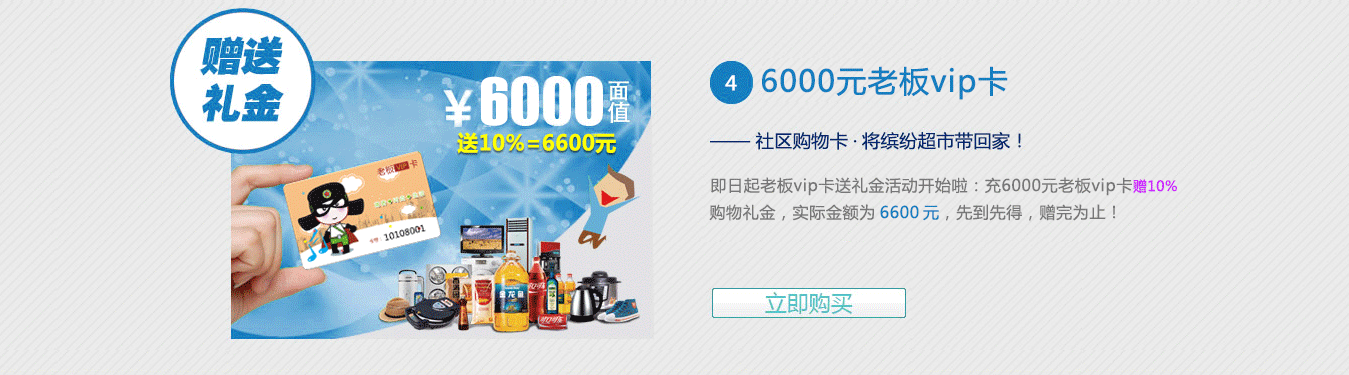 赠送
礼金
¥6000面值
送10%=6600元
老板VIP卡
10108001
金龙鱼
4 6000元老板vip卡
—— 社区购物卡 · 将缤纷超市带回家！
即日起老板vip卡送礼金活动开始啦：充6000元老板vip卡赠10%
购物礼金，实际金额为 6600 元，先到先得，赠完为止！
立即购买